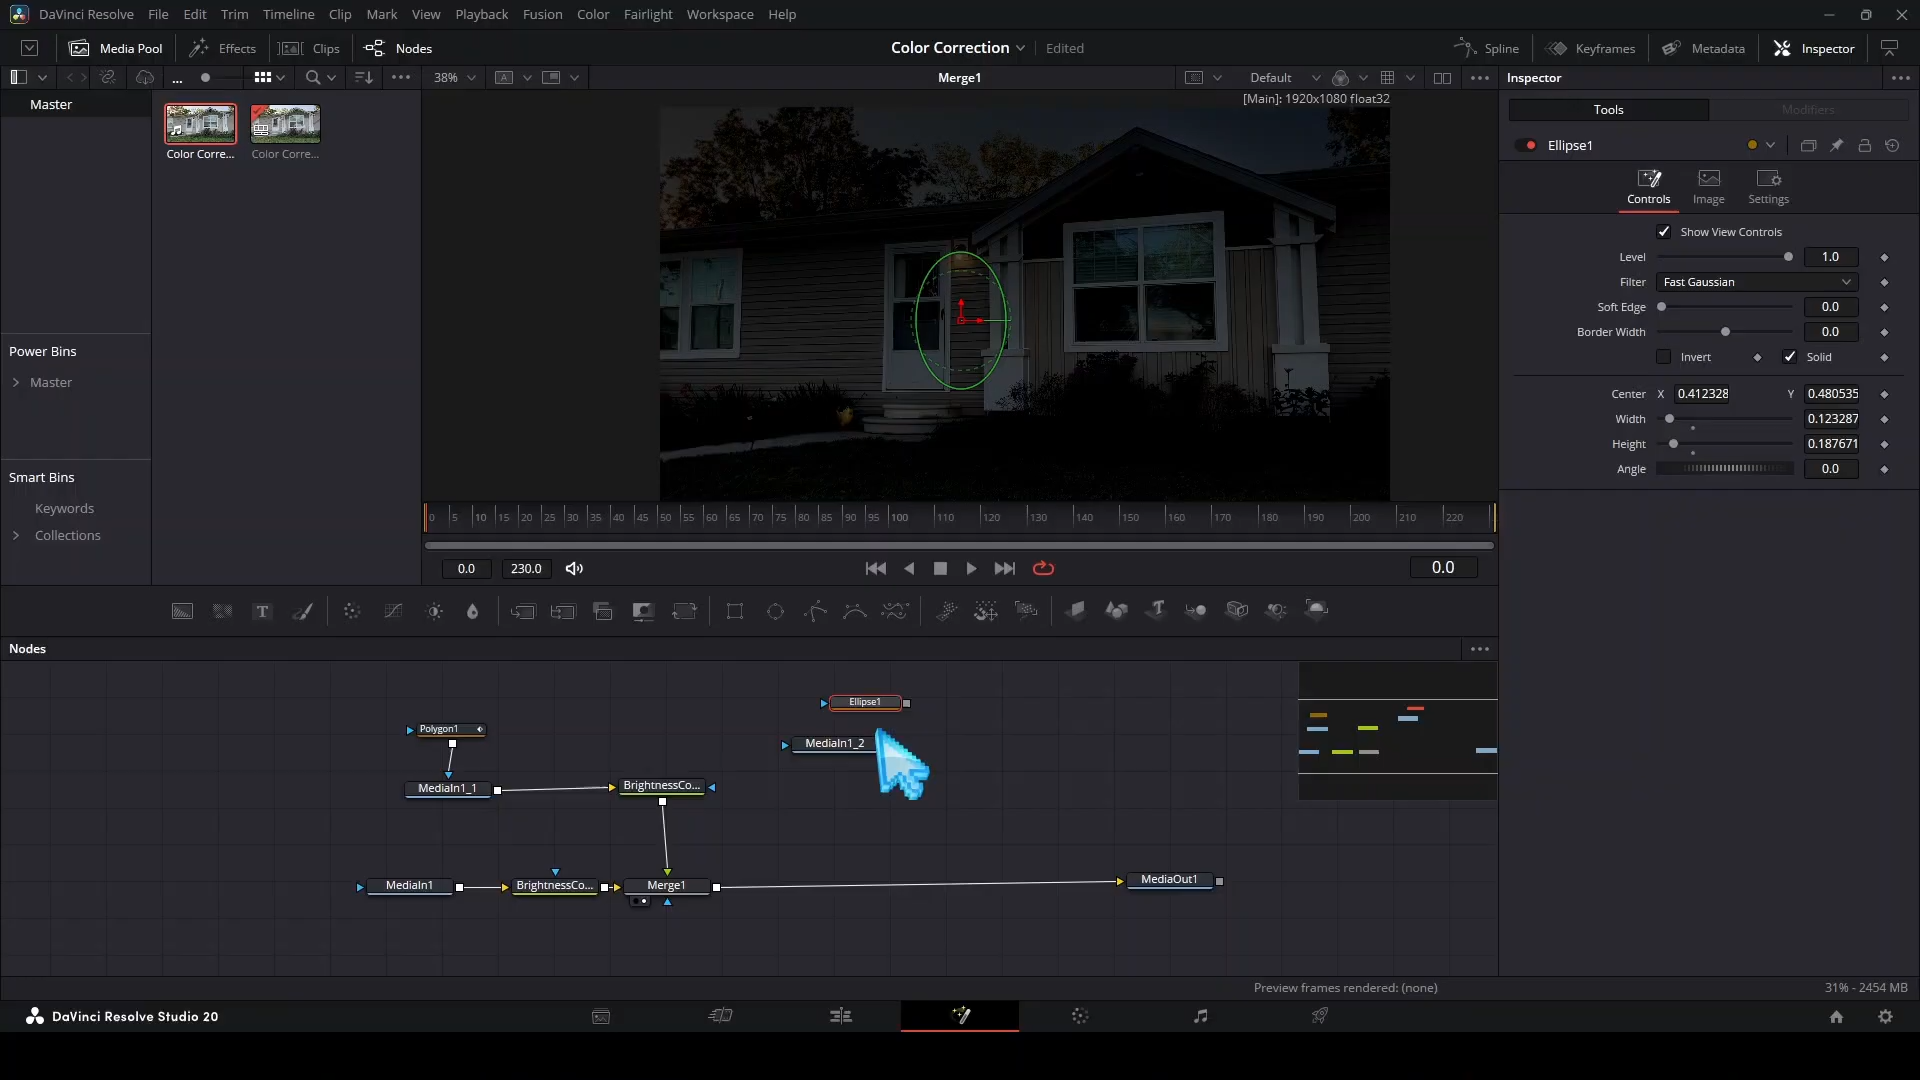 DaVinci Resolve File Edit Trim Timeline Clip Mark View Playback Fusion Color Fairlight Workspace Help
Media Pool Effects Clips Nodes Color Correction Edited Spline Keyframes Metadata Inspector
... 38% Merge1 Default Inspector
Master
[Main]: 1920x1080 float32
Tools Modifiers
Color Corre... Color Corre...
Ellipse1
Controls Image Settings
Show View Controls
Level 1.0
Filter Fast Gaussian
Soft Edge 0.0
Border Width 0.0
Invert Solid
Center X 0.412328 Y 0.480535
Width 0.123287
Height 0.187671
Angle 0.0
Power Bins
Master
Smart Bins
Keywords
Collections
0 5 10 15 20 25 30 35 40 45 50 55 60 65 70 75 80 85 90 95 100 110 120 130 140 150 160 170 180 190 200 210 220
0.0 230.0 0.0
T T
Nodes
Ellipse1
Polygon1
MediaIn1_2
MediaIn1_1 BrightnessCo...
MediaIn1 BrightnessCo... Merge1 MediaOut1
Preview frames rendered: (none) 31% - 2454 MB
DaVinci Resolve Studio 20